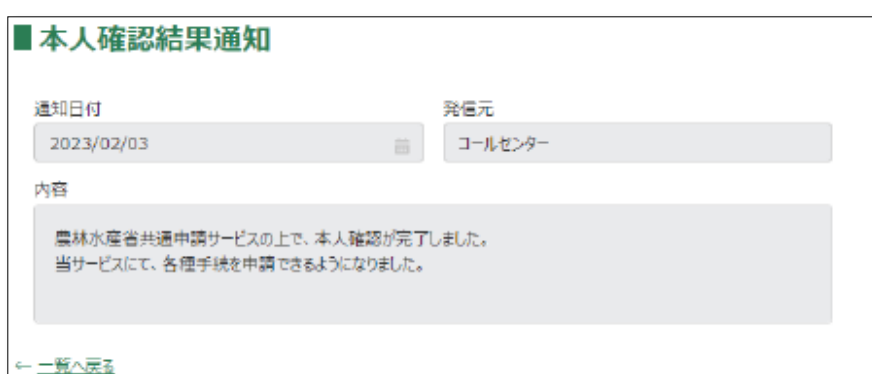 本人確認結果通知
通知日付
発信元
2023/02/03
コールセンター
内容
農林水産省共通申請サービスの上で、本人確認が完了しました。
当サービスにて、各種手続を申請できるようになりました。
← 一覧へ戻る